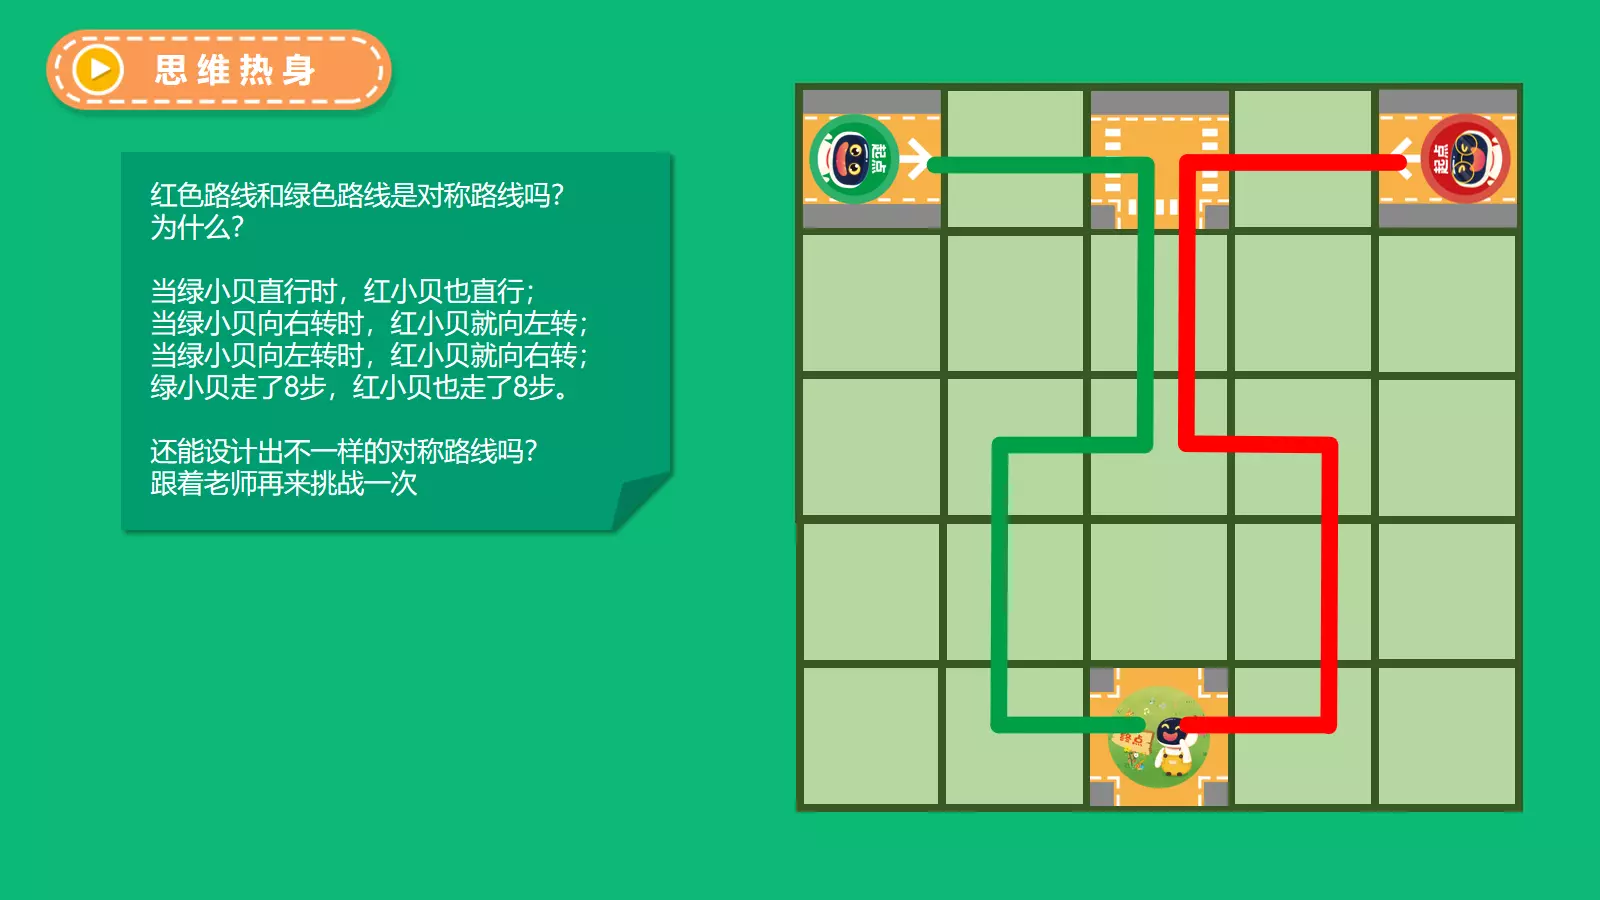 思维热身
红色路线和绿色路线是对称路线吗？
为什么？
当绿小贝直行时，红小贝也直行；
当绿小贝向右转时，红小贝就向左转；
当绿小贝向左转时，红小贝就向右转；
绿小贝走了8步，红小贝也走了8步。
还能设计出不一样的对称路线吗？
跟着老师再来挑战一次
起点
起点
终点